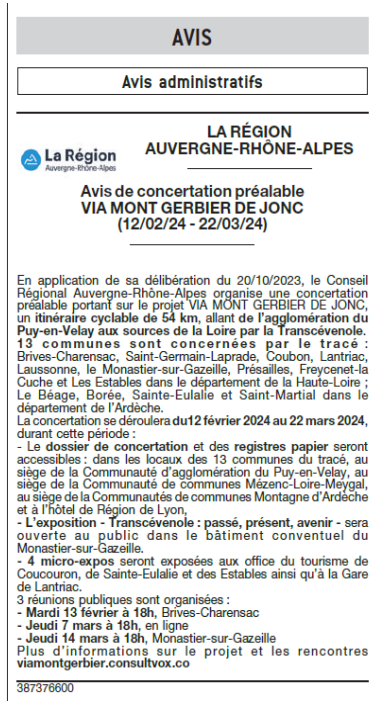 AVIS
Avis administratifs
La Région
Auvergne-Rhône-Alpes
LA RÉGION
AUVERGNE-RHÔNE-ALPES
Avis de concertation préalable
VIA MONT GERBIER DE JONC
(12/02/24 - 22/03/24)
En application de sa délibération du 20/10/2023, le Conseil
Régional Auvergne-Rhône-Alpes organise une concertation
préalable portant sur le projet VIA MONT GERBIER DE JONC,
un itinéraire cyclable de 54 km, allant de l'agglomération du
Puy-en-Velay aux sources de la Loire par la Transcévenole.
13 communes sont concernées par le tracé :
Brives-Charensac, Saint-Germain-Laprade, Coubon, Lantriac,
Laussonne, le Monastier-sur-Gazeille, Présailles, Freycenet-la
Cuche et Les Estables dans le département de la Haute-Loire ;
Le Béage, Borée, Sainte-Eulalie et Saint-Martial dans le
département de l'Ardèche.
La concertation se déroulera du12 février 2024 au 22 mars 2024,
durant cette période :
- Le dossier de concertation et des registres papier seront
accessibles : dans les locaux des 13 communes du tracé, au
siège de la Communauté d'agglomération du Puy-en-Velay, au
siège de la Communauté de communes Mézenc-Loire-Meygal,
au siège de la Communautés de communes Montagne d'Ardèche
et à l'hôtel de Région de Lyon,
- L'exposition - Transcévenole : passé, présent, avenir - sera
ouverte au public dans le bâtiment conventuel du
Monastier-sur-Gazeille.
- 4 micro-expos seront exposées aux office du tourisme de
Coucouron, de Sainte-Eulalie et des Estables ainsi qu'à la Gare
de Lantriac.
3 réunions publiques sont organisées :
- Mardi 13 février à 18h, Brives-Charensac
- Jeudi 7 mars à 18h, en ligne
- Jeudi 14 mars à 18h, Monastier-sur-Gazeille
Plus d'informations sur le projet et les rencontres
viamontgerbier.consultvox.co
387376600